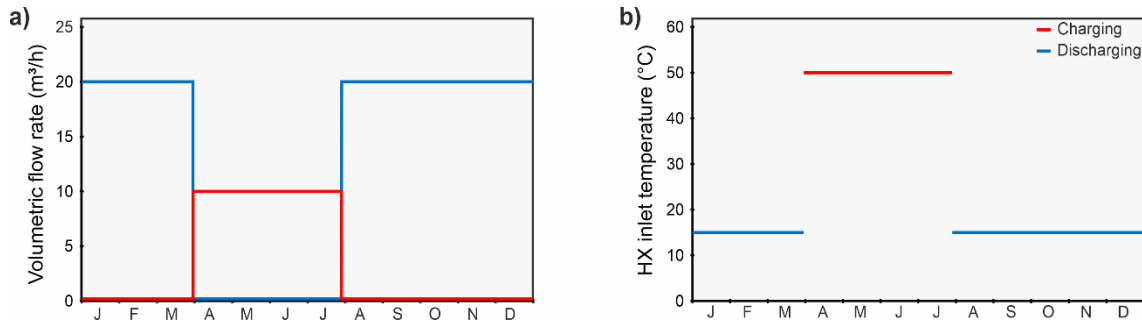 a)
Volumetric flow rate (m³/h)
25
20
15
10
5
0
J F M A M J J A S O N D
b)
HX inlet temperature (°C)
60
50
40
30
20
10
0
J F M A M J J A S O N D
Charging
Discharging